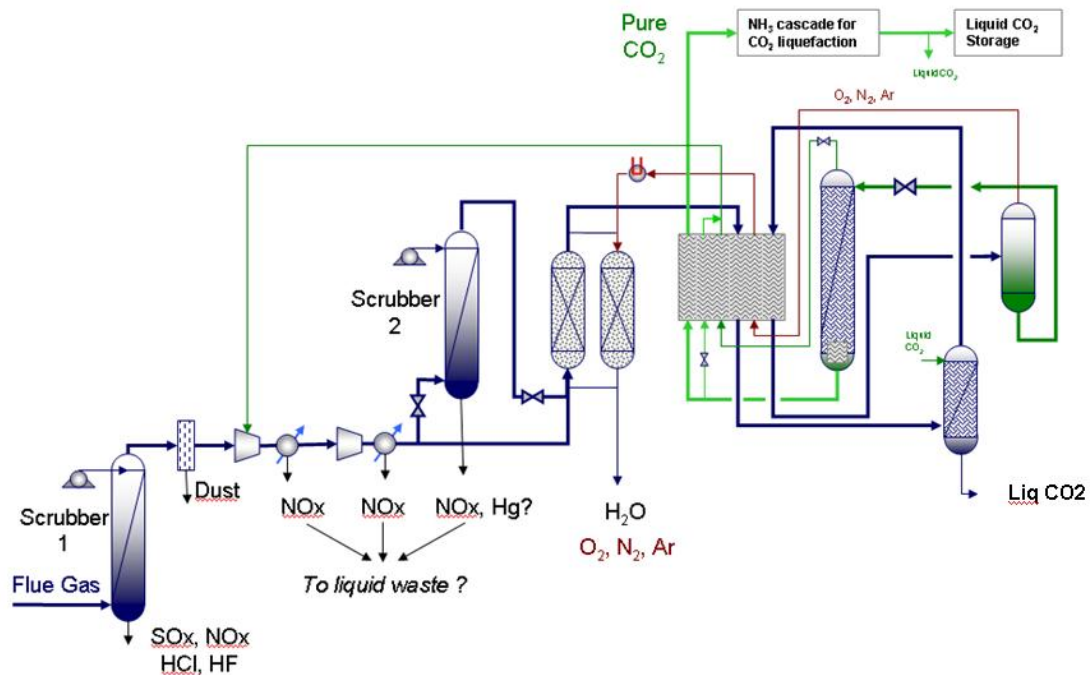 Pure
CO₂
NH₃ cascade for
CO₂ liquefaction
Liquid CO₂
Storage
Liquid CO₂
O₂, N₂, Ar
Scrubber
2
Liquid
CO₂
Dust
Scrubber
1
NOx
NOx
NOx, Hg?
H₂O
O₂, N₂, Ar
Liq CO2
To liquid waste ?
Flue Gas
SOx, NOx
HCl, HF